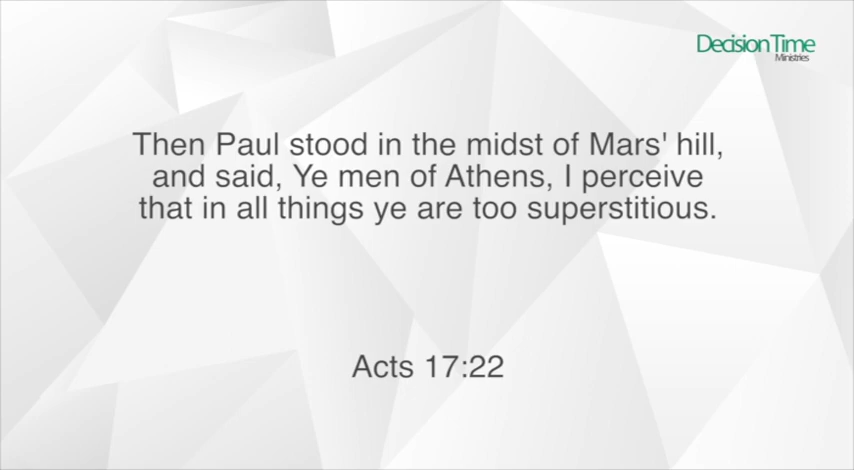 DecisionTime
Ministries
Then Paul stood in the midst of Mars' hill,
and said, Ye men of Athens, I perceive
that in all things ye are too superstitious.
Acts 17:22